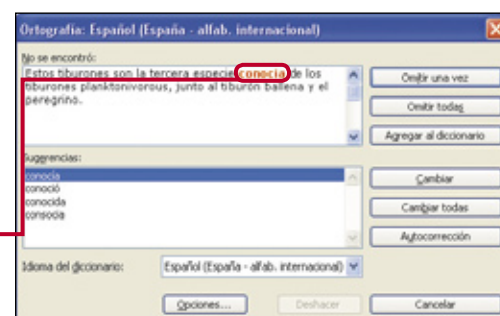 Ortografía: Español (España - alfab. internacional)
No se encontró:
Estos tiburones son la tercera especie conocia de los
tiburones planktonivorous, junto al tiburón ballena y el
peregrino.
Omitir una vez
Omitir todas
Agregar al diccionario
Sugerencias:
conocía
conoció
conocida
consocia
Cambiar
Cambiar todas
Autocorrección
Idioma del diccionario:
Español (España - alfab. internacional)
Opciones...
Deshacer
Cancelar